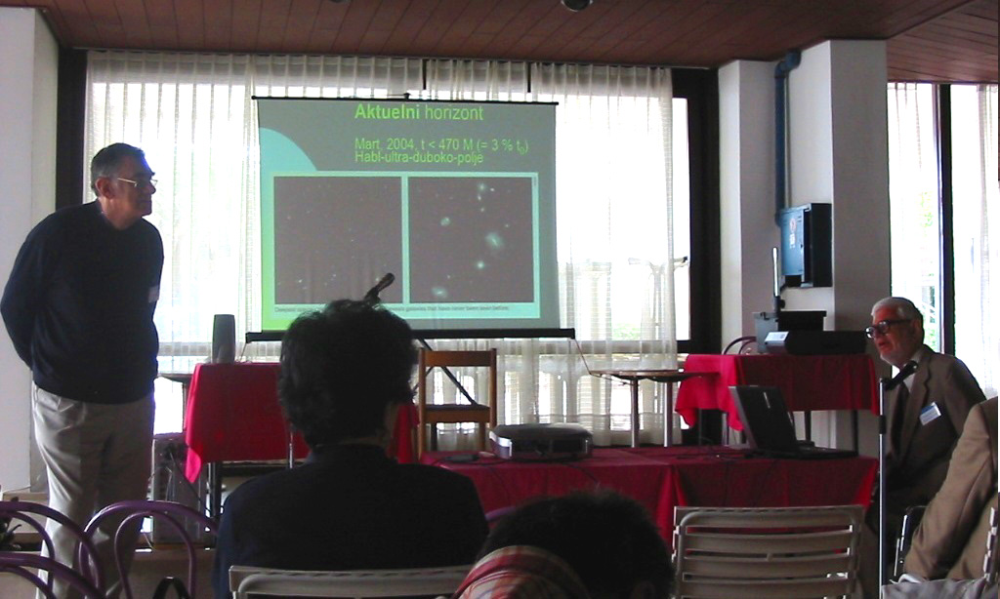 Aktuelni horizont
Mart, 2004, t < 470 M (= 3 % t₀)
Habl-ultra-duboko-polje